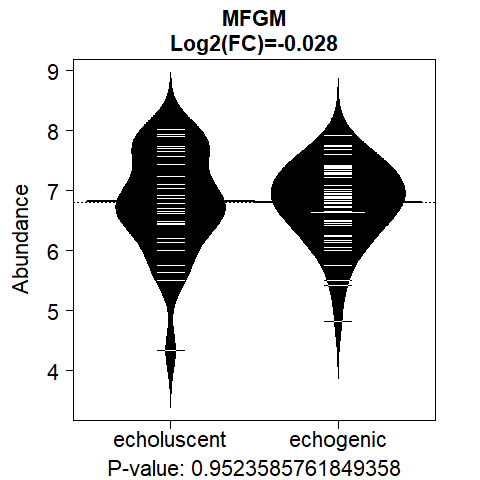 MFGM
Log2(FC)=-0.028
9
8
7
6
5
4
Abundance
echoluscent echogenic
P-value: 0.9523585761849358